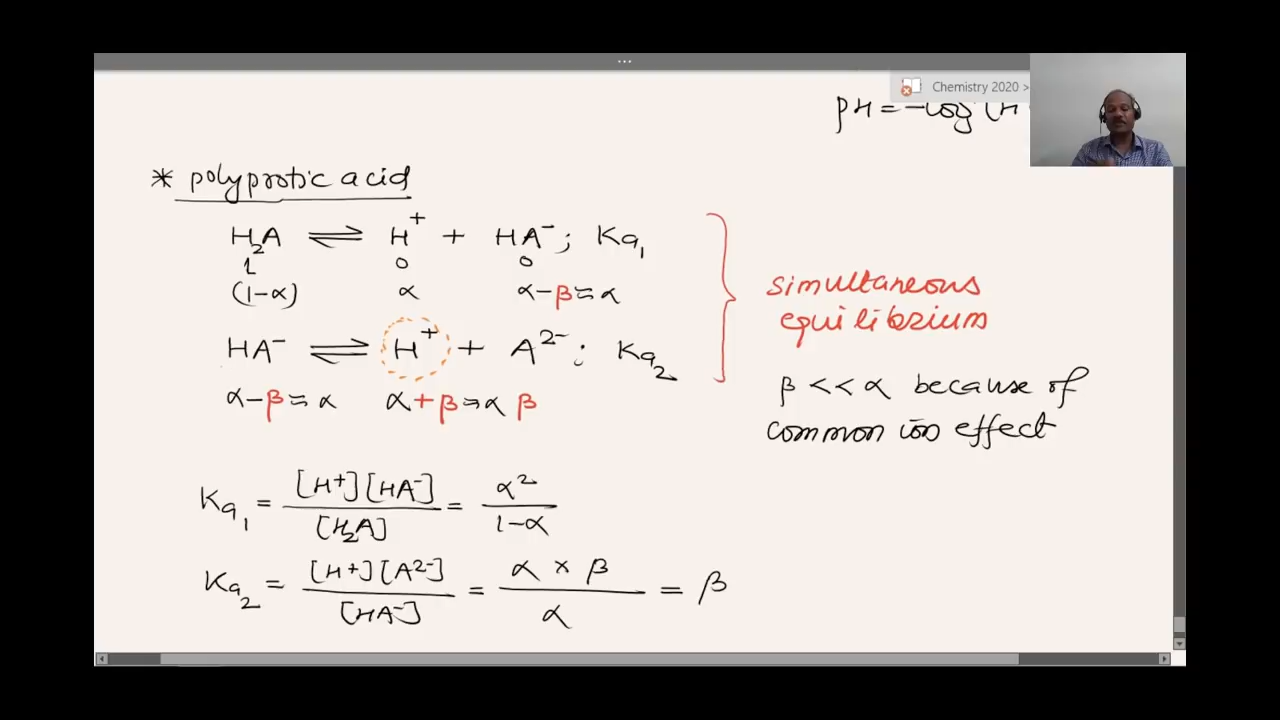 ...
Chemistry 2020 >
pH = -log (H
* polyprotic acid
H₂A ⇌ H⁺ + HA⁻ ; Ka₁
1 0 0
(1-α) α α-β≈α
HA⁻ ⇌ H⁺ + A²⁻ ; Ka₂
α-β≈α α+β≈α β
simultaneous
equilibrium
β << α because of
common ion effect
Ka₁ = [H⁺][HA⁻] / [H₂A] = α² / 1-α
Ka₂ = [H⁺][A²⁻] / [HA⁻] = α × β / α = β